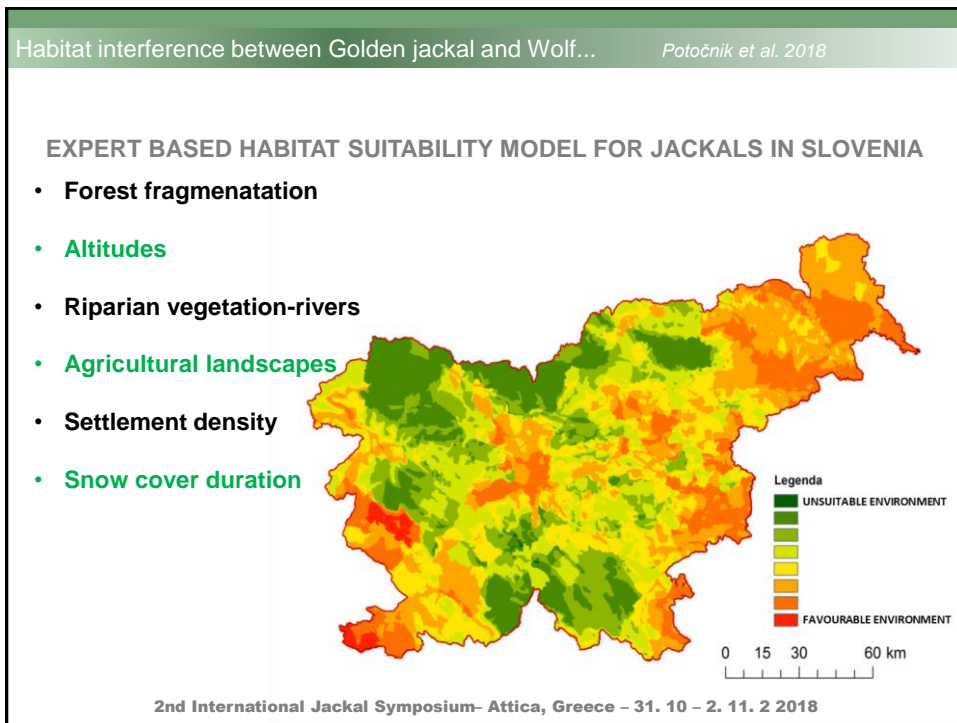 Habitat interference between Golden jackal and Wolf... Potočnik et al. 2018
EXPERT BASED HABITAT SUITABILITY MODEL FOR JACKALS IN SLOVENIA
• Forest fragmenatation
• Altitudes
• Riparian vegetation-rivers
• Agricultural landscapes
• Settlement density
• Snow cover duration
Legenda
UNSUITABLE ENVIRONMENT
FAVOURABLE ENVIRONMENT
0 15 30 60 km
2nd International Jackal Symposium– Attica, Greece – 31. 10 – 2. 11. 2 2018